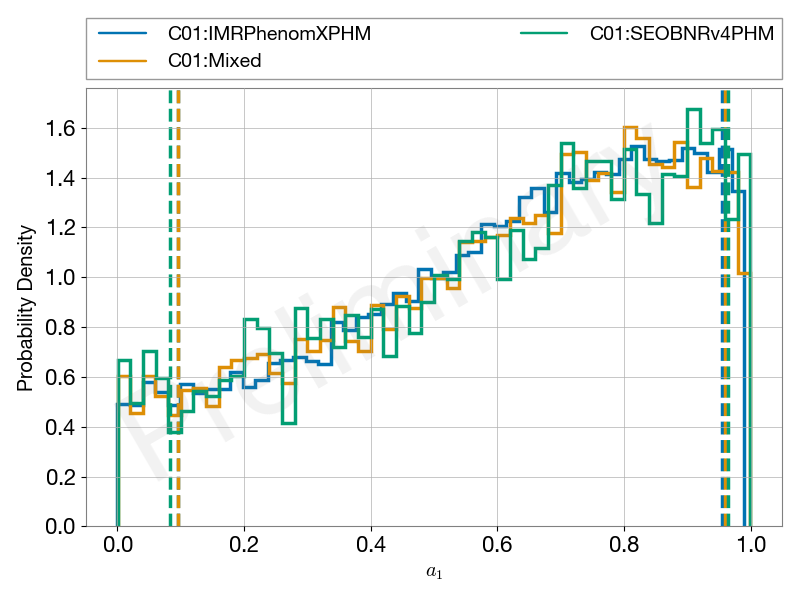 C01:IMRPhenomXPHM
C01:Mixed
C01:SEOBNRv4PHM
Preliminary
Probability Density
1.6
1.4
1.2
1.0
0.8
0.6
0.4
0.2
0.0
0.0 0.2 0.4 0.6 0.8 1.0
a₁